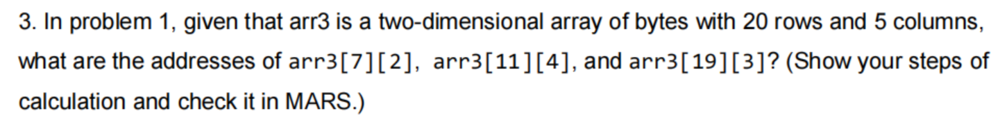 3. In problem 1, given that arr3 is a two-dimensional array of bytes with 20 rows and 5 columns,
what are the addresses of arr3[7][2], arr3[11][4], and arr3[19][3]? (Show your steps of
calculation and check it in MARS.)